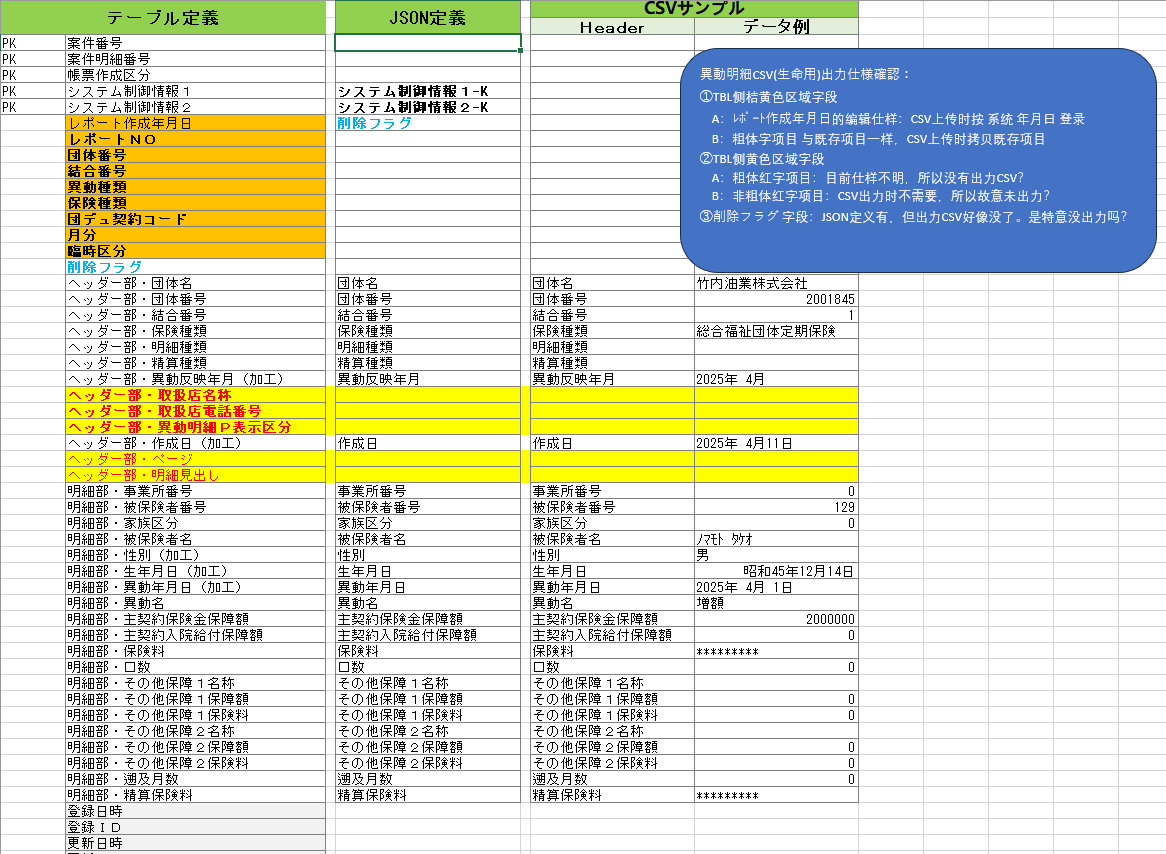 テーブル定義 JSON定義 CSVサンプル
Header データ例
PK 案件番号
PK 案件明細番号
PK 帳票作成区分
PK システム制御情報１ システム制御情報１-K
PK システム制御情報２ システム制御情報２-K
レポート作成年月日 削除フラグ
レポートＮＯ
団体番号
結合番号
異動種類
保険種類
団デュ契約コード
月分
臨時区分
削除フラグ
異動明細CSV(生命用)出力仕様確認：
①TBL侧桔黄色区域字段
A：ﾚﾎﾟｰﾄ作成年月日的编辑仕样：CSV上传时按 系统 年月日 登录
B：粗体字项目 与既存项目一样，CSV上传时拷贝既存项目
②TBL侧黄色区域字段
A：粗体红字项目：目前仕样不明，所以没有出力CSV？
B：非粗体红字项目：CSV出力时不需要，所以故意未出力？
③削除フラグ 字段：JSON定义有，但出力CSV好像没了。是特意没出力吗？
ヘッダー部・団体名 団体名 団体名 竹内油業株式会社
ヘッダー部・団体番号 団体番号 団体番号 2001845
ヘッダー部・結合番号 結合番号 結合番号 1
ヘッダー部・保険種類 保険種類 保険種類 総合福祉団体定期保険
ヘッダー部・明細種類 明細種類 明細種類
ヘッダー部・精算種類 精算種類 精算種類
ヘッダー部・異動反映年月（加工） 異動反映年月 異動反映年月 2025年 4月
ヘッダー部・取扱店名称
ヘッダー部・取扱店電話番号
ヘッダー部・異動明細Ｐ表示区分
ヘッダー部・作成日（加工） 作成日 作成日 2025年 4月11日
ヘッダー部・ページ
ヘッダー部・明細見出し
明細部・事業所番号 事業所番号 事業所番号 0
明細部・被保険者番号 被保険者番号 被保険者番号 129
明細部・家族区分 家族区分 家族区分 0
明細部・被保険者名 被保険者名 被保険者名 ﾉﾏﾓﾄ ﾀｹｵ
明細部・性別（加工） 性別 性別 男
明細部・生年月日（加工） 生年月日 生年月日 昭和45年12月14日
明細部・異動年月日（加工） 異動年月日 異動年月日 2025年 4月 1日
明細部・異動名 異動名 異動名 増額
明細部・主契約保険金保障額 主契約保険金保障額 主契約保険金保障額 2000000
明細部・主契約入院給付保障額 主契約入院給付保障額 主契約入院給付保障額 0
明細部・保険料 保険料 保険料 *********
明細部・口数 口数 口数 0
明細部・その他保障１名称 その他保障１名称 その他保障１名称
明細部・その他保障１保障額 その他保障１保障額 その他保障１保障額 0
明細部・その他保障１保険料 その他保障１保険料 その他保障１保険料 0
明細部・その他保障２名称 その他保障２名称 その他保障２名称
明細部・その他保障２保障額 その他保障２保障額 その他保障２保障額 0
明細部・その他保障２保険料 その他保障２保険料 その他保障２保険料 0
明細部・遡及月数 遡及月数 遡及月数 0
明細部・精算保険料 精算保険料 精算保険料 *********
登録日時
登録ＩＤ
更新日時